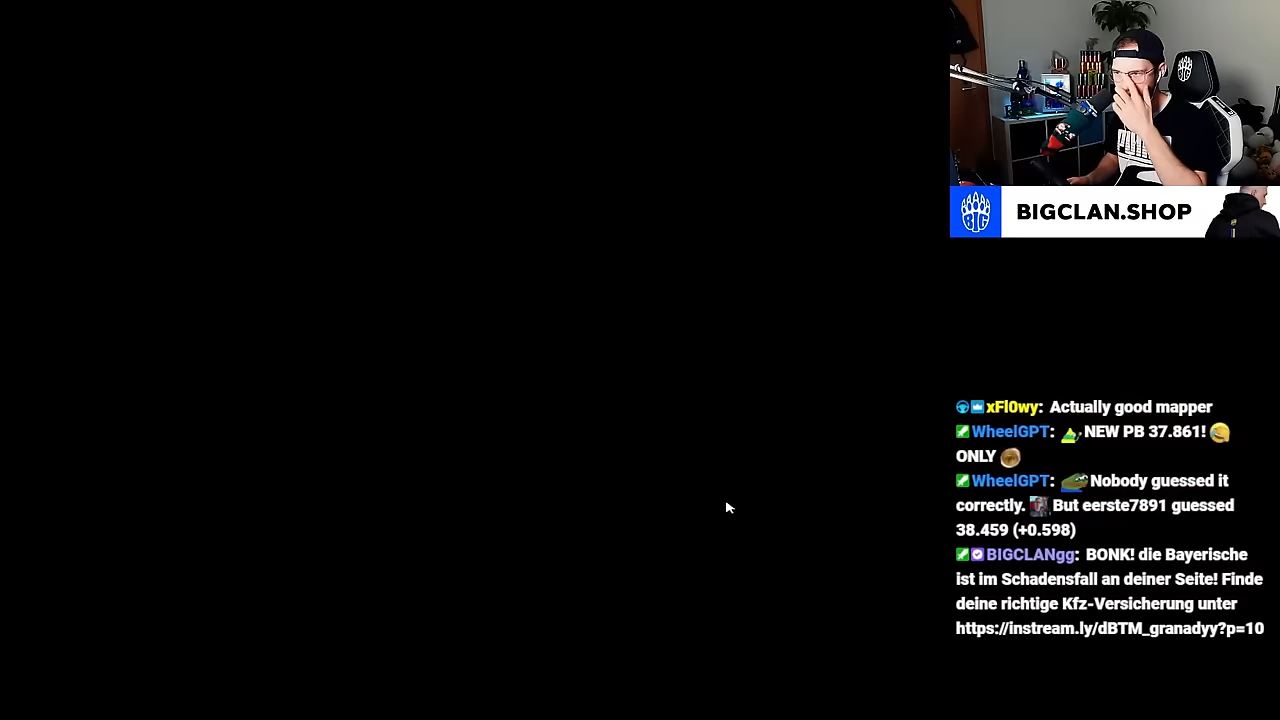 BIG
BIGCLAN.SHOP
xFl0wy: Actually good mapper
WheelGPT: NEW PB 37.861!
ONLY
WheelGPT: Nobody guessed it
correctly. But eerste7891 guessed
38.459 (+0.598)
BIGCLANgg: BONK! die Bayerische
ist im Schadensfall an deiner Seite! Finde
deine richtige Kfz-Versicherung unter
https://instream.ly/dBTM_granadyy?p=10